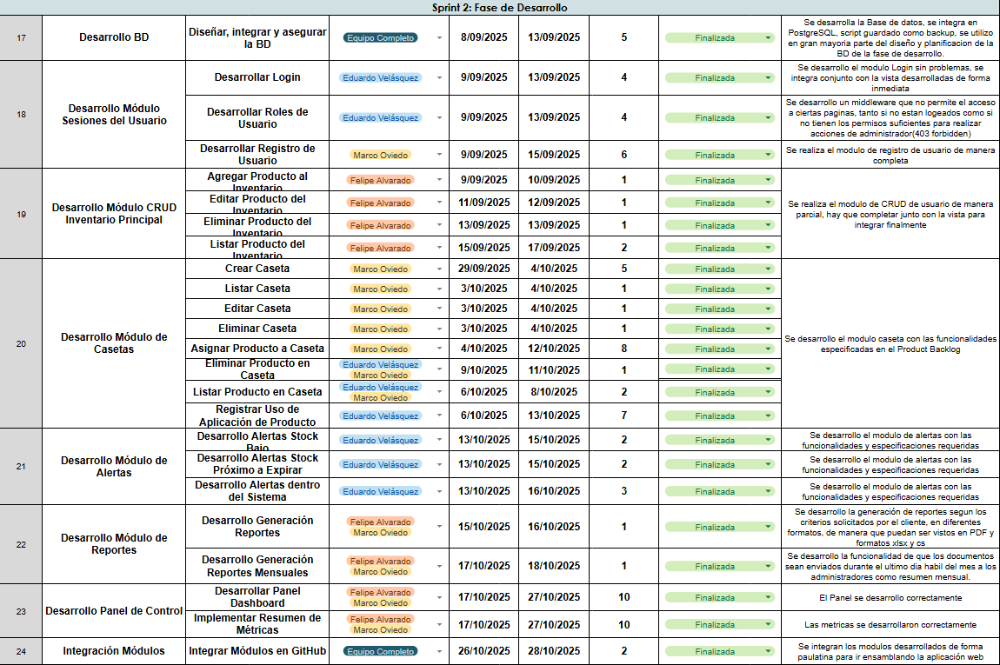 Sprint 2: Fase de Desarrollo
17
Desarrollo BD
Diseñar, integrar y asegurar
la BD
Equipo Completo
8/09/2025
13/09/2025
5
Finalizada
Se desarrolla la Base de datos, se integra en
PostgreSQL, script guardado como backup, se utilizo
en gran mayoria parte del diseño y planificacion de la
BD de la fase de desarrollo.
18
Desarrollo Módulo
Sesiones del Usuario
Desarrollar Login
Eduardo Velásquez
9/09/2025
13/09/2025
4
Finalizada
Se desarrollo el modulo Login sin problemas, se
integra conjunto con la vista desarrolladas de forma
inmediata
Desarrollar Roles de
Usuario
Eduardo Velásquez
9/09/2025
13/09/2025
4
Finalizada
Se desarrollo un middleware que no permite el acceso
a ciertas paginas, tanto si no estan logeados como si
no tienen los permisos suficientes para realizar
acciones de administrador(403 forbidden)
Desarrollar Registro de
Usuario
Marco Oviedo
9/09/2025
15/09/2025
6
Finalizada
Se realiza el modulo de registro de usuario de manera
completa
19
Desarrollo Módulo CRUD
Inventario Principal
Agregar Producto al
Inventario
Felipe Alvarado
9/09/2025
10/09/2025
1
Finalizada
Editar Producto del
Inventario
Felipe Alvarado
11/09/2025
12/09/2025
1
Finalizada
Eliminar Producto del
Inventario
Felipe Alvarado
13/09/2025
13/09/2025
1
Finalizada
Listar Producto del
Inventario
Felipe Alvarado
15/09/2025
17/09/2025
2
Finalizada
Se realiza el modulo de CRUD de usuario de manera
parcial, hay que completar junto con la vista para
integrar finalmente
20
Desarrollo Módulo de
Casetas
Crear Caseta
Marco Oviedo
29/09/2025
4/10/2025
5
Finalizada
Listar Caseta
Marco Oviedo
3/10/2025
4/10/2025
1
Finalizada
Editar Caseta
Marco Oviedo
3/10/2025
4/10/2025
1
Finalizada
Eliminar Caseta
Marco Oviedo
3/10/2025
4/10/2025
1
Finalizada
Asignar Producto a Caseta
Marco Oviedo
4/10/2025
12/10/2025
8
Finalizada
Eliminar Producto en
Caseta
Eduardo Velásquez
Marco Oviedo
9/10/2025
11/10/2025
1
Finalizada
Listar Producto en Caseta
Eduardo Velásquez
Marco Oviedo
6/10/2025
8/10/2025
2
Finalizada
Registrar Uso de
Aplicación de Producto
Eduardo Velásquez
6/10/2025
13/10/2025
7
Finalizada
Se desarrollo el modulo caseta con las funcionalidades
especificadas en el Product Backlog
21
Desarrollo Módulo de
Alertas
Desarrollo Alertas Stock
Bajo
Eduardo Velásquez
13/10/2025
15/10/2025
2
Finalizada
Se desarrollo el modulo de alertas con las
funcionalidades y especificaciones requeridas
Desarrollo Alertas Stock
Próximo a Expirar
Eduardo Velásquez
13/10/2025
15/10/2025
2
Finalizada
Se desarrollo el modulo de alertas con las
funcionalidades y especificaciones requeridas
Desarrollo Alertas dentro
del Sistema
Eduardo Velásquez
13/10/2025
16/10/2025
3
Finalizada
Se desarrollo el modulo de alertas con las
funcionalidades y especificaciones requeridas
22
Desarrollo Módulo de
Reportes
Desarrollo Generación
Reportes
Felipe Alvarado
Marco Oviedo
15/10/2025
16/10/2025
1
Finalizada
Se desarrollo la generación de reportes segun los
criterios solicitados por el cliente, en diferentes
formatos, de manera que puedan ser vistos en PDF y
formatos xlsx y cs
Desarrollo Generación
Reportes Mensuales
Felipe Alvarado
Marco Oviedo
17/10/2025
18/10/2025
1
Finalizada
Se desarrollo la funcionalidad de que los documentos
sean enviados durante el ultimo dia habil del mes a los
administradores como resumen mensual.
23
Desarrollo Panel de Control
Desarrollar Panel
Dashboard
Felipe Alvarado
Marco Oviedo
17/10/2025
27/10/2025
10
Finalizada
El Panel se desarrollo correctamente
Implementar Resumen de
Métricas
Felipe Alvarado
Marco Oviedo
17/10/2025
27/10/2025
10
Finalizada
Las metricas se desarrollaron correctamente
24
Integración Módulos
Integrar Módulos en GitHub
Equipo Completo
26/10/2025
28/10/2025
2
Finalizada
Se integran los modulos desarrollados de forma
paulatina para ir ensamblando la aplicación web